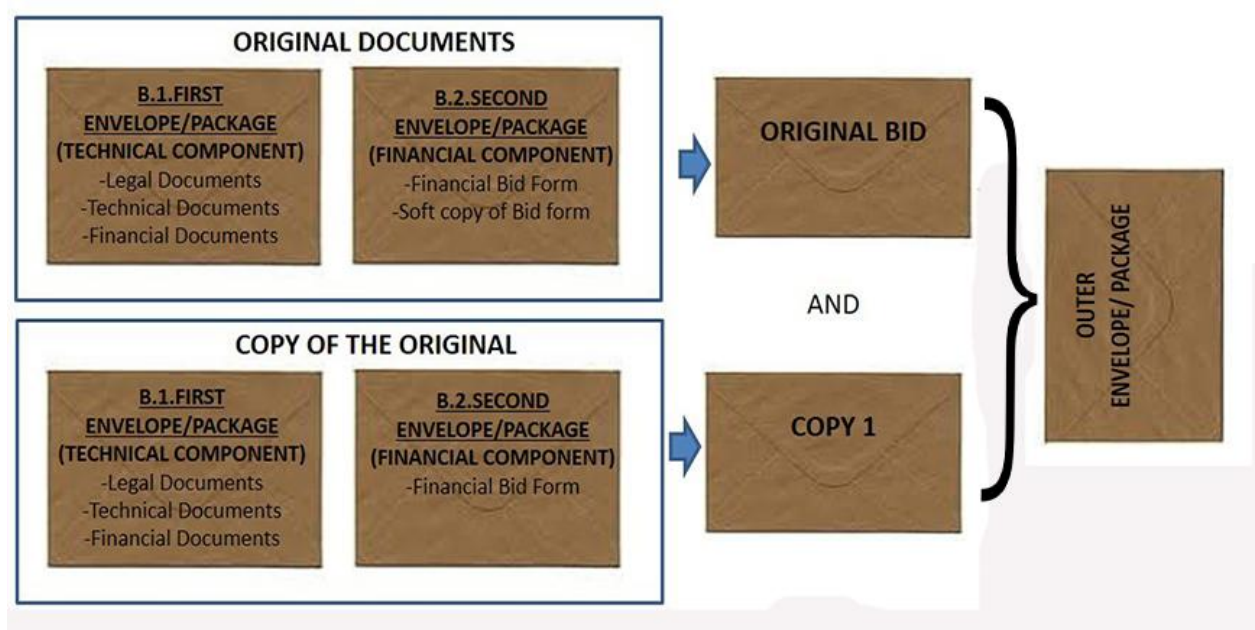 ORIGINAL DOCUMENTS
B.1.FIRST
ENVELOPE/PACKAGE
(TECHNICAL COMPONENT)
-Legal Documents
-Technical Documents
-Financial Documents
B.2.SECOND
ENVELOPE/PACKAGE
(FINANCIAL COMPONENT)
-Financial Bid Form
-Soft copy of Bid form
ORIGINAL BID
AND
COPY OF THE ORIGINAL
B.1.FIRST
ENVELOPE/PACKAGE
(TECHNICAL COMPONENT)
-Legal Documents
-Technical Documents
-Financial Documents
B.2.SECOND
ENVELOPE/PACKAGE
(FINANCIAL COMPONENT)
-Financial Bid Form
COPY 1
OUTER
ENVELOPE/ PACKAGE